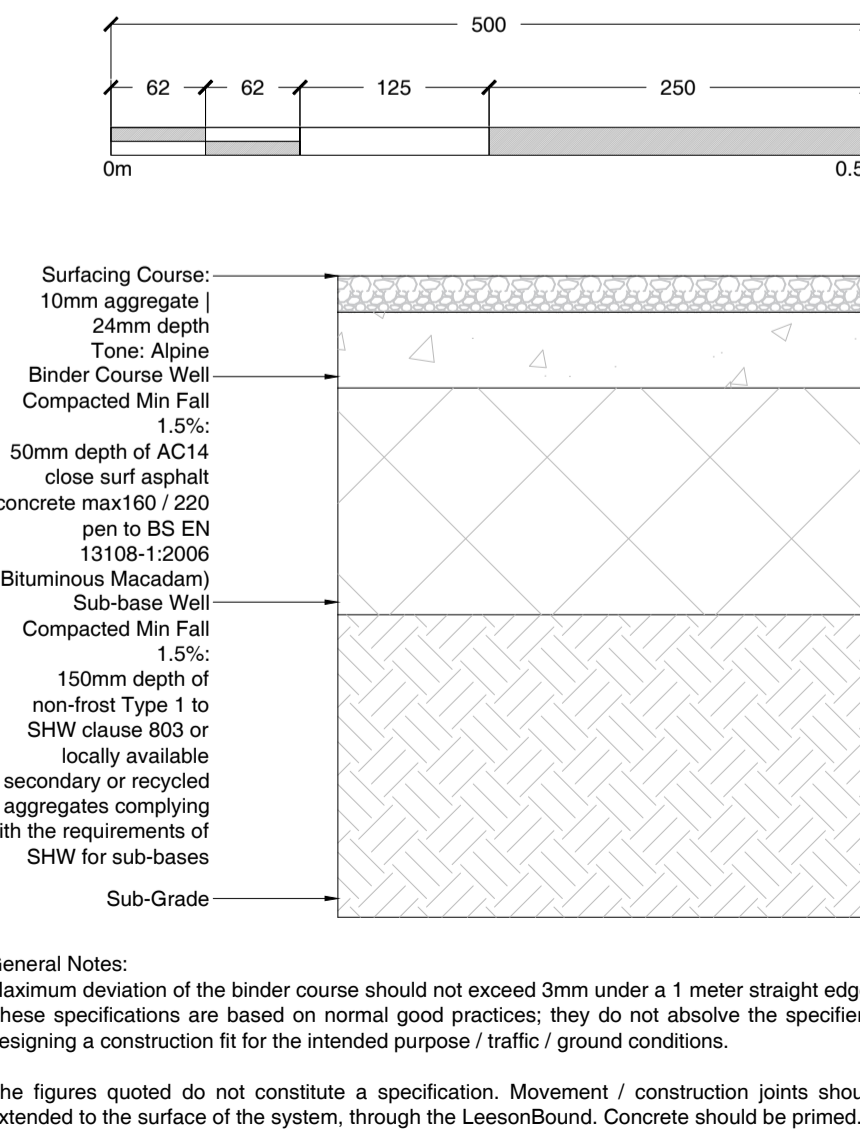 500
62 62 125 250
0m 0.5
Surfacing Course:
10mm aggregate |
24mm depth
Tone: Alpine
Binder Course Well
Compacted Min Fall
1.5%:
50mm depth of AC14
close surf asphalt
concrete max160 / 220
pen to BS EN
13108-1:2006
Bituminous Macadam)
Sub-base Well
Compacted Min Fall
1.5%:
150mm depth of
non-frost Type 1 to
SHW clause 803 or
locally available
secondary or recycled
aggregates complying
with the requirements of
SHW for sub-bases
Sub-Grade
General Notes:
Maximum deviation of the binder course should not exceed 3mm under a 1 meter straight edge
These specifications are based on normal good practices; they do not absolve the specifier
designing a construction fit for the intended purpose / traffic / ground conditions.
The figures quoted do not constitute a specification. Movement / construction joints shou
extended to the surface of the system, through the LeesonBound. Concrete should be primed.